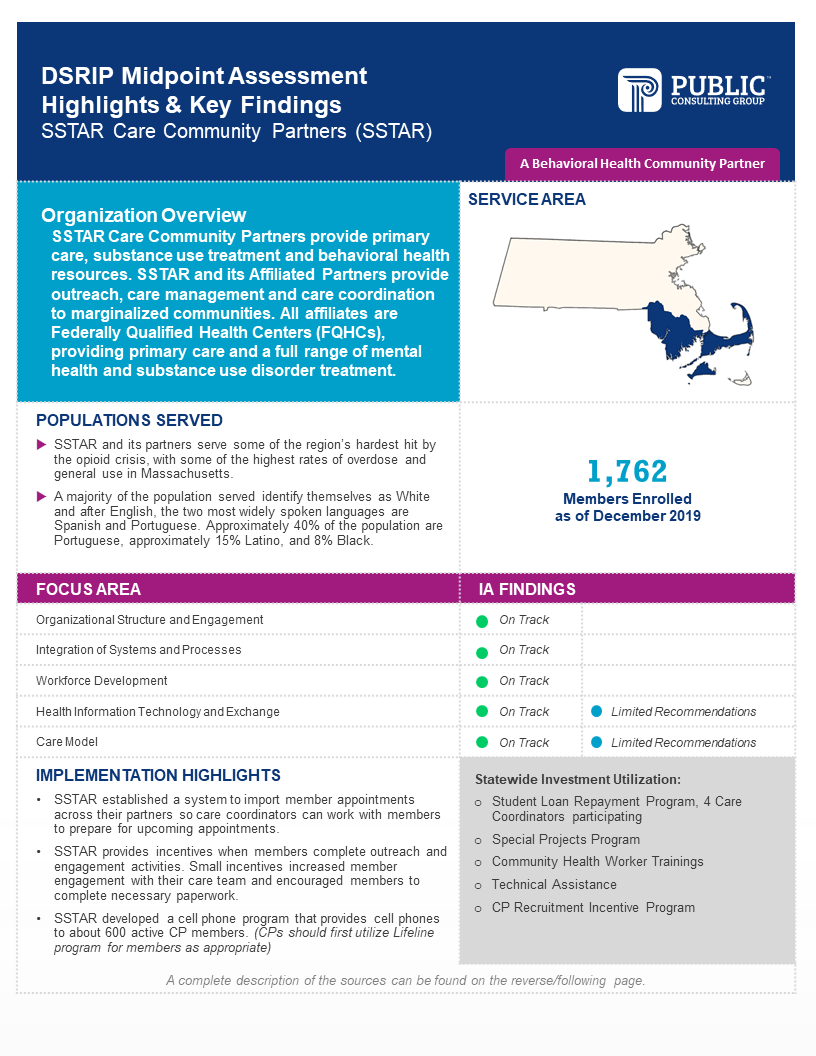 DSRIP Midpoint Assessment
Highlights & Key Findings
SSTAR Care Community Partners (SSTAR)
PUBLIC™
CONSULTING GROUP
A Behavioral Health Community Partner
Organization Overview
SSTAR Care Community Partners provide primary
care, substance use treatment and behavioral health
resources. SSTAR and its Affiliated Partners provide
outreach, care management and care coordination
to marginalized communities. All affiliates are
Federally Qualified Health Centers (FQHCs),
providing primary care and a full range of mental
health and substance use disorder treatment.
SERVICE AREA
POPULATIONS SERVED
▶ SSTAR and its partners serve some of the region’s hardest hit by
the opioid crisis, with some of the highest rates of overdose and
general use in Massachusetts.
▶ A majority of the population served identify themselves as White
and after English, the two most widely spoken languages are
Spanish and Portuguese. Approximately 40% of the population are
Portuguese, approximately 15% Latino, and 8% Black.
1,762
Members Enrolled
as of December 2019
FOCUS AREA IA FINDINGS
Organizational Structure and Engagement On Track
Integration of Systems and Processes On Track
Workforce Development On Track
Health Information Technology and Exchange On Track Limited Recommendations
Care Model On Track Limited Recommendations
IMPLEMENTATION HIGHLIGHTS
• SSTAR established a system to import member appointments
across their partners so care coordinators can work with members
to prepare for upcoming appointments.
• SSTAR provides incentives when members complete outreach and
engagement activities. Small incentives increased member
engagement with their care team and encouraged members to
complete necessary paperwork.
• SSTAR developed a cell phone program that provides cell phones
to about 600 active CP members. (CPs should first utilize Lifeline
program for members as appropriate)
Statewide Investment Utilization:
o Student Loan Repayment Program, 4 Care
Coordinators participating
o Special Projects Program
o Community Health Worker Trainings
o Technical Assistance
o CP Recruitment Incentive Program
A complete description of the sources can be found on the reverse/following page.